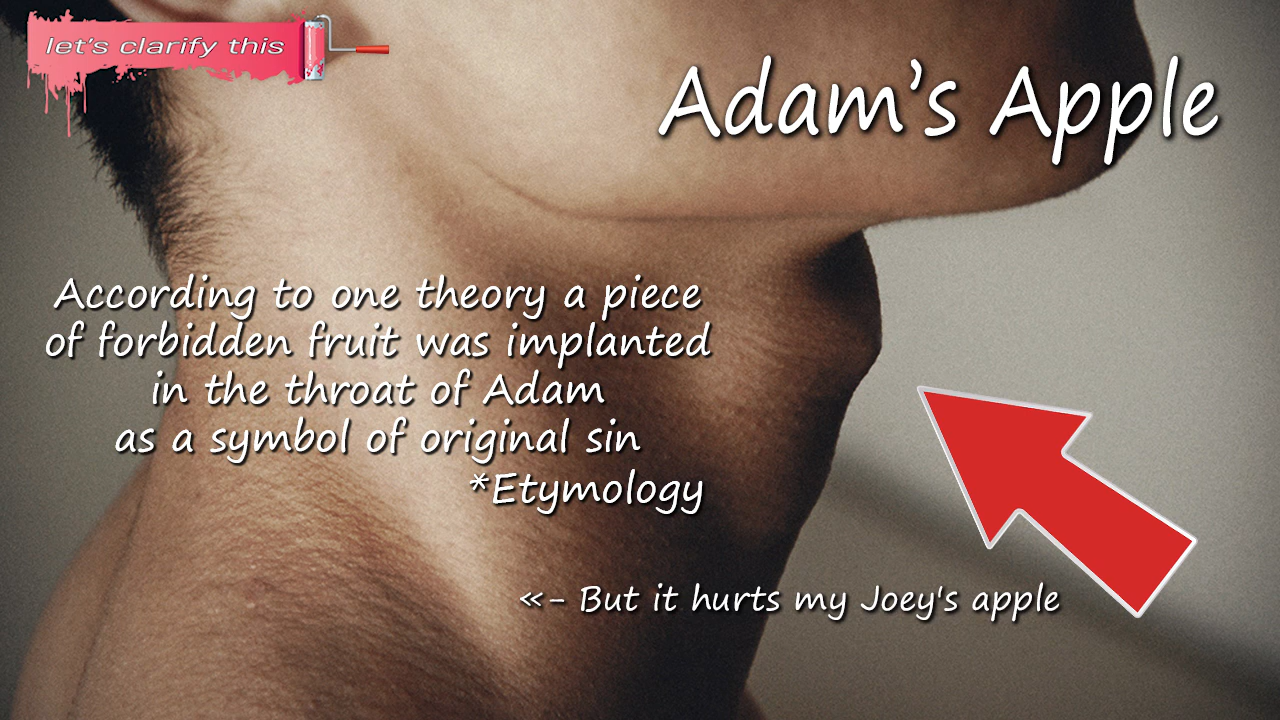 let's clarify this
Adam’s Apple
According to one theory a piece
of forbidden fruit was implanted
in the throat of Adam
as a symbol of original sin
*Etymology
«- But it hurts my Joey's apple